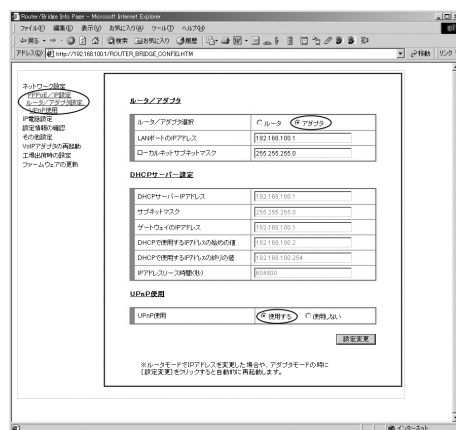 Router/Bridge Info Page - Microsoft Internet Explorer
ファイル(F) 編集(E) 表示(V) お気に入り(A) ツール(T) ヘルプ(H)
戻る 検索 お気に入り 履歴
アドレス(D) http://192.168.100.1/ROUTER_BRIDGE_CONFIG.HTM 移動 リンク
ネットワーク設定
PPPoE/IP設定
ルータ/アダプタ設定
UPnP使用
IP電話設定
設定情報の確認
その他設定
VoIPアダプタの再起動
工場出荷時の設定
ファームウェアの更新
ルータ/アダプタ
ルータ/アダプタ選択 ルータ アダプタ
LANポートのIPアドレス 192.168.100.1
ローカルネットサブネットマスク 255.255.255.0
DHCPサーバー設定
DHCPサーバーIPアドレス 192.168.100.1
サブネットマスク 255.255.255.0
ゲートウェイのIPアドレス 192.168.100.1
DHCPで使用するIPアドレスの始めの値 192.168.100.2
DHCPで使用するIPアドレスの終りの値 192.168.100.254
IPアドレスリース時間(秒) 604800
UPnP使用
UPnP使用 使用する 使用しない
設定変更
※ルータモードでIPアドレスを変更した場合や、アダプタモードの時に
[設定変更]をクリックすると自動的に再起動します。
インターネット